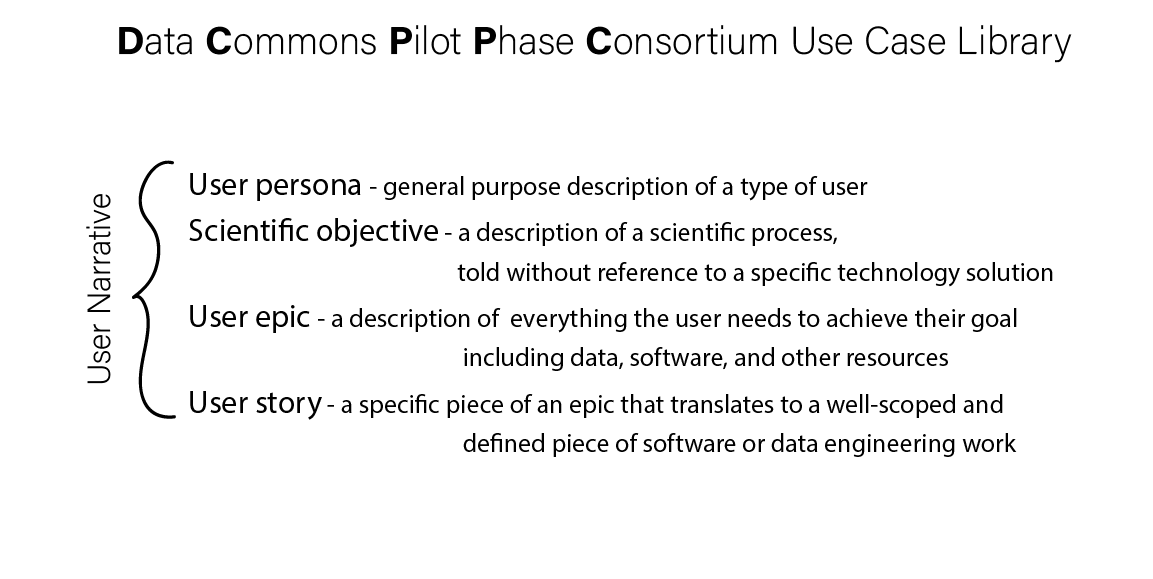 Data Commons Pilot Phase Consortium Use Case Library
User Narrative
User persona - general purpose description of a type of user
Scientific objective - a description of a scientific process,
told without reference to a specific technology solution
User epic - a description of everything the user needs to achieve their goal
including data, software, and other resources
User story - a specific piece of an epic that translates to a well-scoped and
defined piece of software or data engineering work